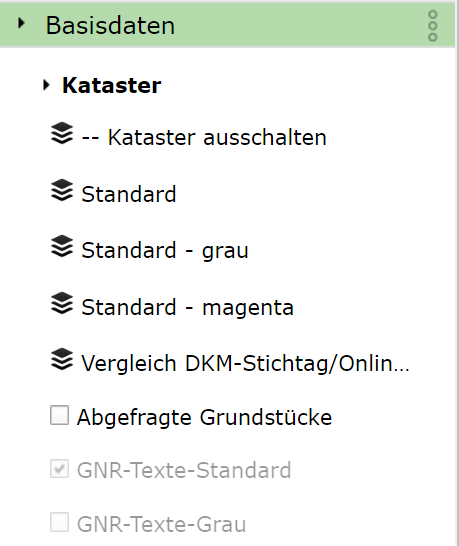 Basisdaten
Kataster
-- Kataster ausschalten
Standard
Standard - grau
Standard - magenta
Vergleich DKM-Stichtag/Onlin...
Abgefragte Grundstücke
GNR-Texte-Standard
GNR-Texte-Grau